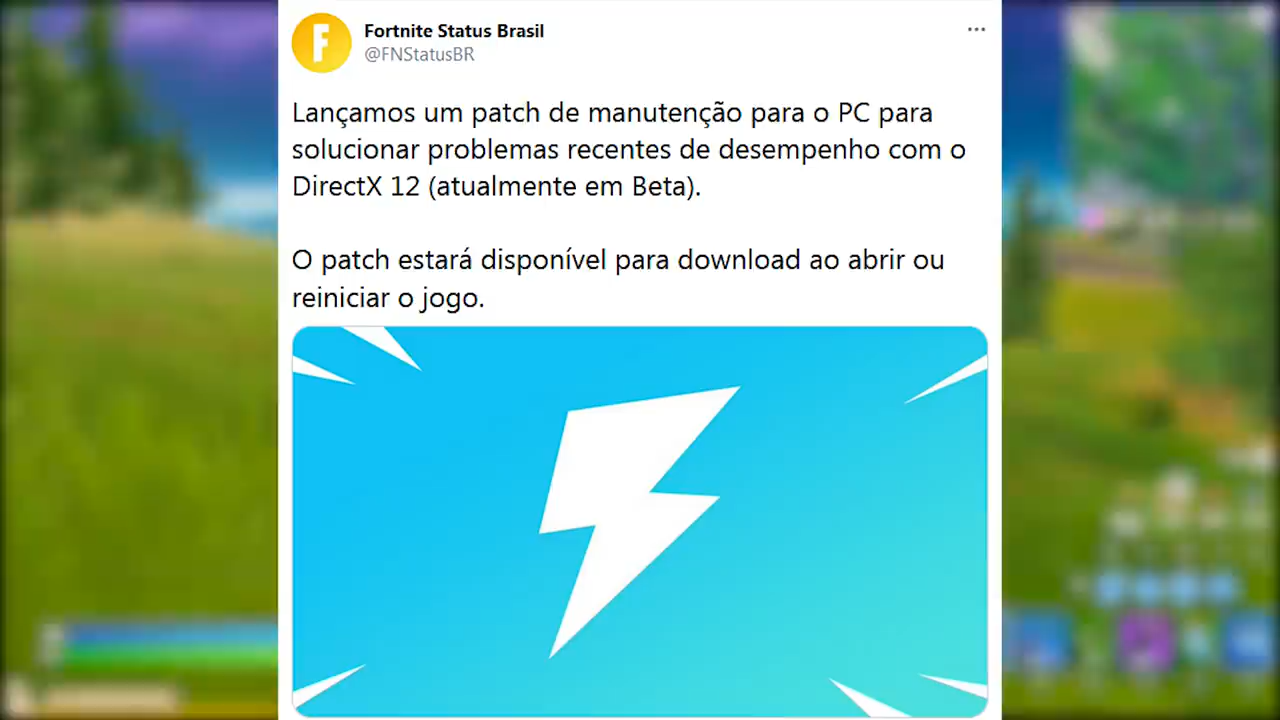 Fortnite Status Brasil
@FNStatusBR
Lançamos um patch de manutenção para o PC para
solucionar problemas recentes de desempenho com o
DirectX 12 (atualmente em Beta).
O patch estará disponível para download ao abrir ou
reiniciar o jogo.